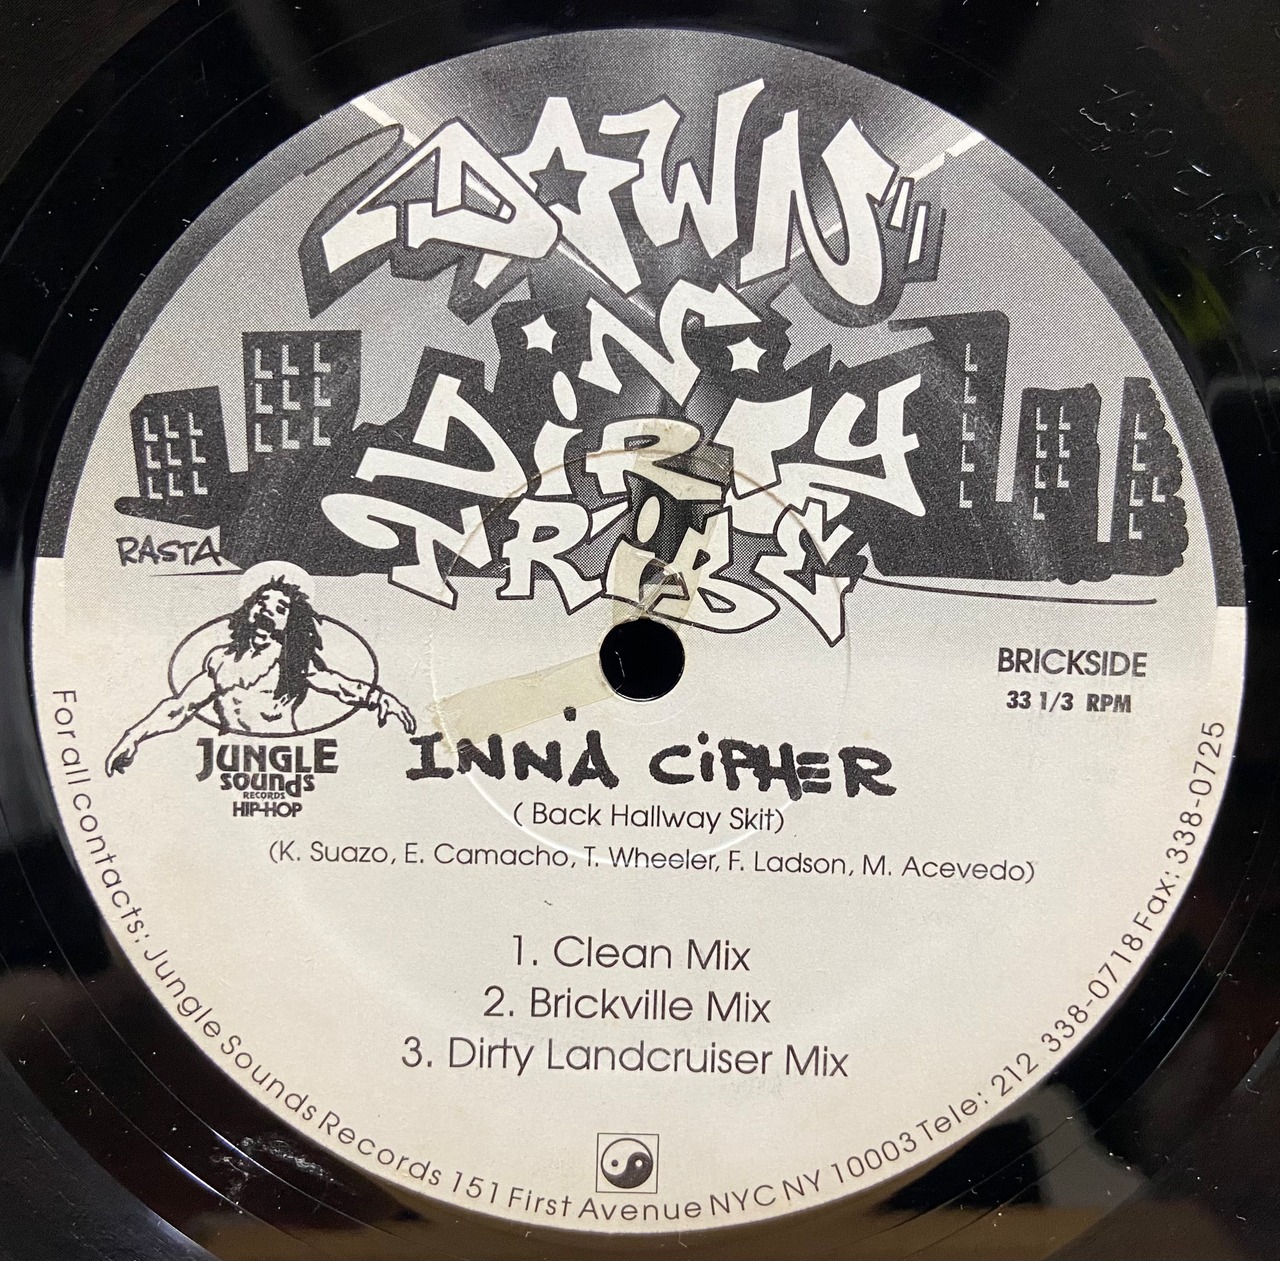 DAWN
iN
DiRTY
TRiBE
RASTA
JUNGLE
sounds
RECORDS
HIP-HOP
BRICKSIDE
33 1/3 RPM
INNA CiPHER
( Back Hallway Skit)
(K. Suazo, E. Camacho, T. Wheeler, F. Ladson, M. Acevedo)
1. Clean Mix
2. Brickville Mix
3. Dirty Landcruiser Mix
For all contacts: Jungle Sounds Records 151 First Avenue NYC NY 10003 Tele: 212 338-0718 Fax: 338-0725